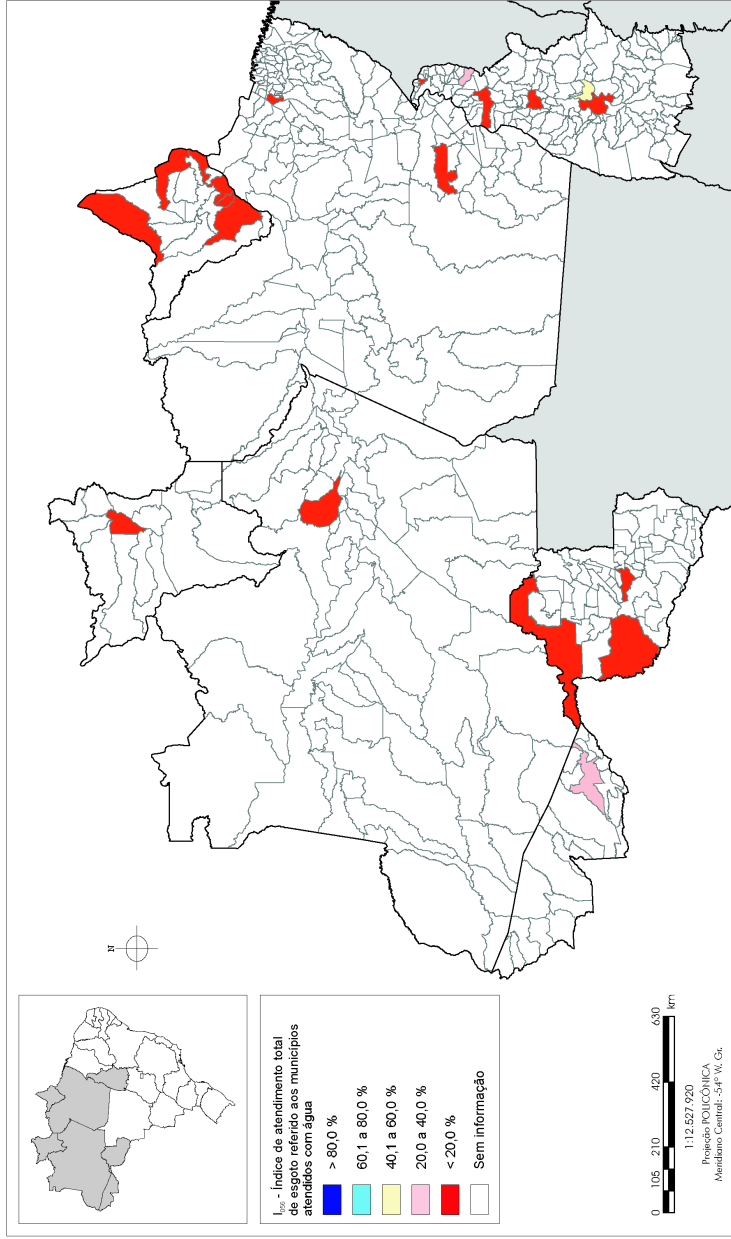 N
I056 - Índice de atendimento total
de esgoto referido aos municípios
atendidos com água
> 80,0 %
60,1 a 80,0 %
40,1 a 60,0 %
20,0 a 40,0 %
< 20,0 %
Sem informação
0 105 210 420 630
km
1:12.527.920
Projeção POLICÔNICA
Meridiano Central: -54º W. Gr.